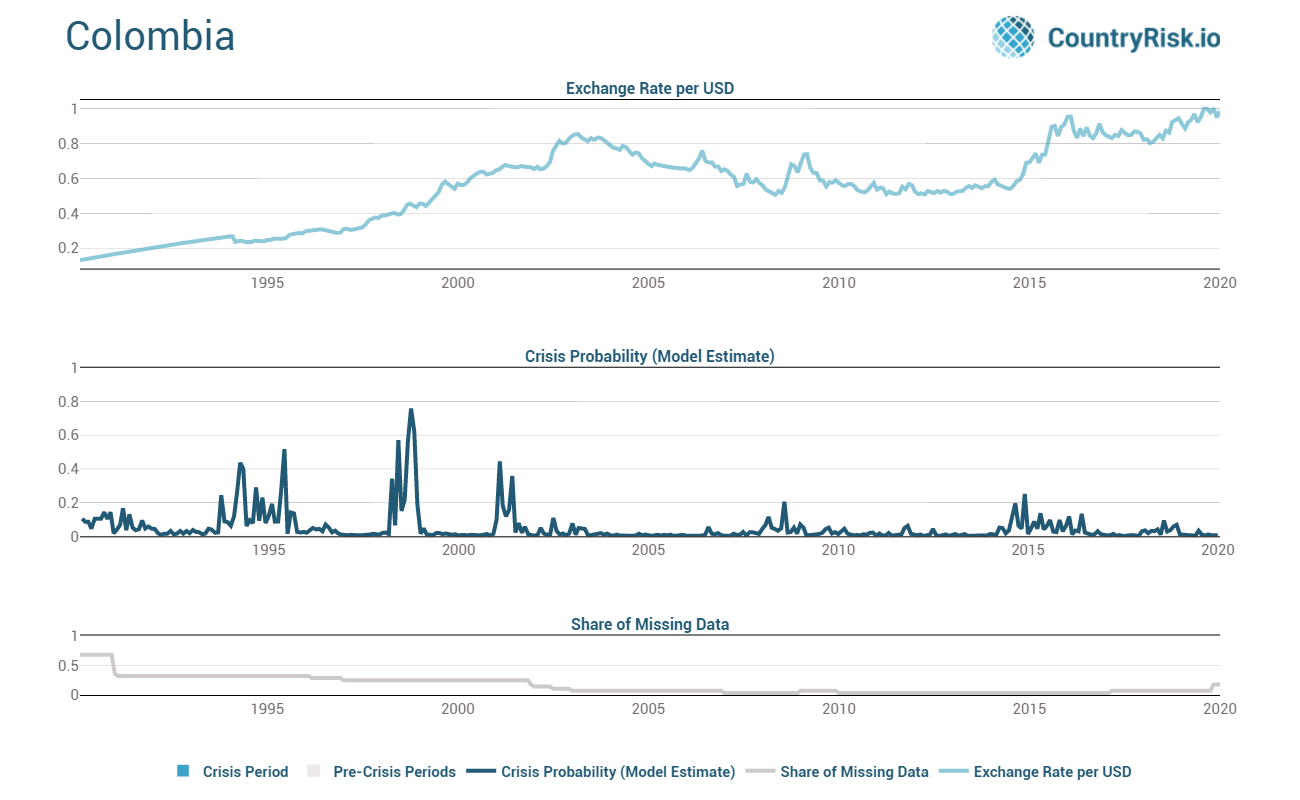 Colombia
CountryRisk.io
Exchange Rate per USD
1
0.8
0.6
0.4
0.2
1995 2000 2005 2010 2015 2020
Crisis Probability (Model Estimate)
1
0.8
0.6
0.4
0.2
0
1995 2000 2005 2010 2015 2020
Share of Missing Data
1
0.5
0
1995 2000 2005 2010 2015 2020
Crisis Period Pre-Crisis Periods Crisis Probability (Model Estimate) Share of Missing Data Exchange Rate per USD